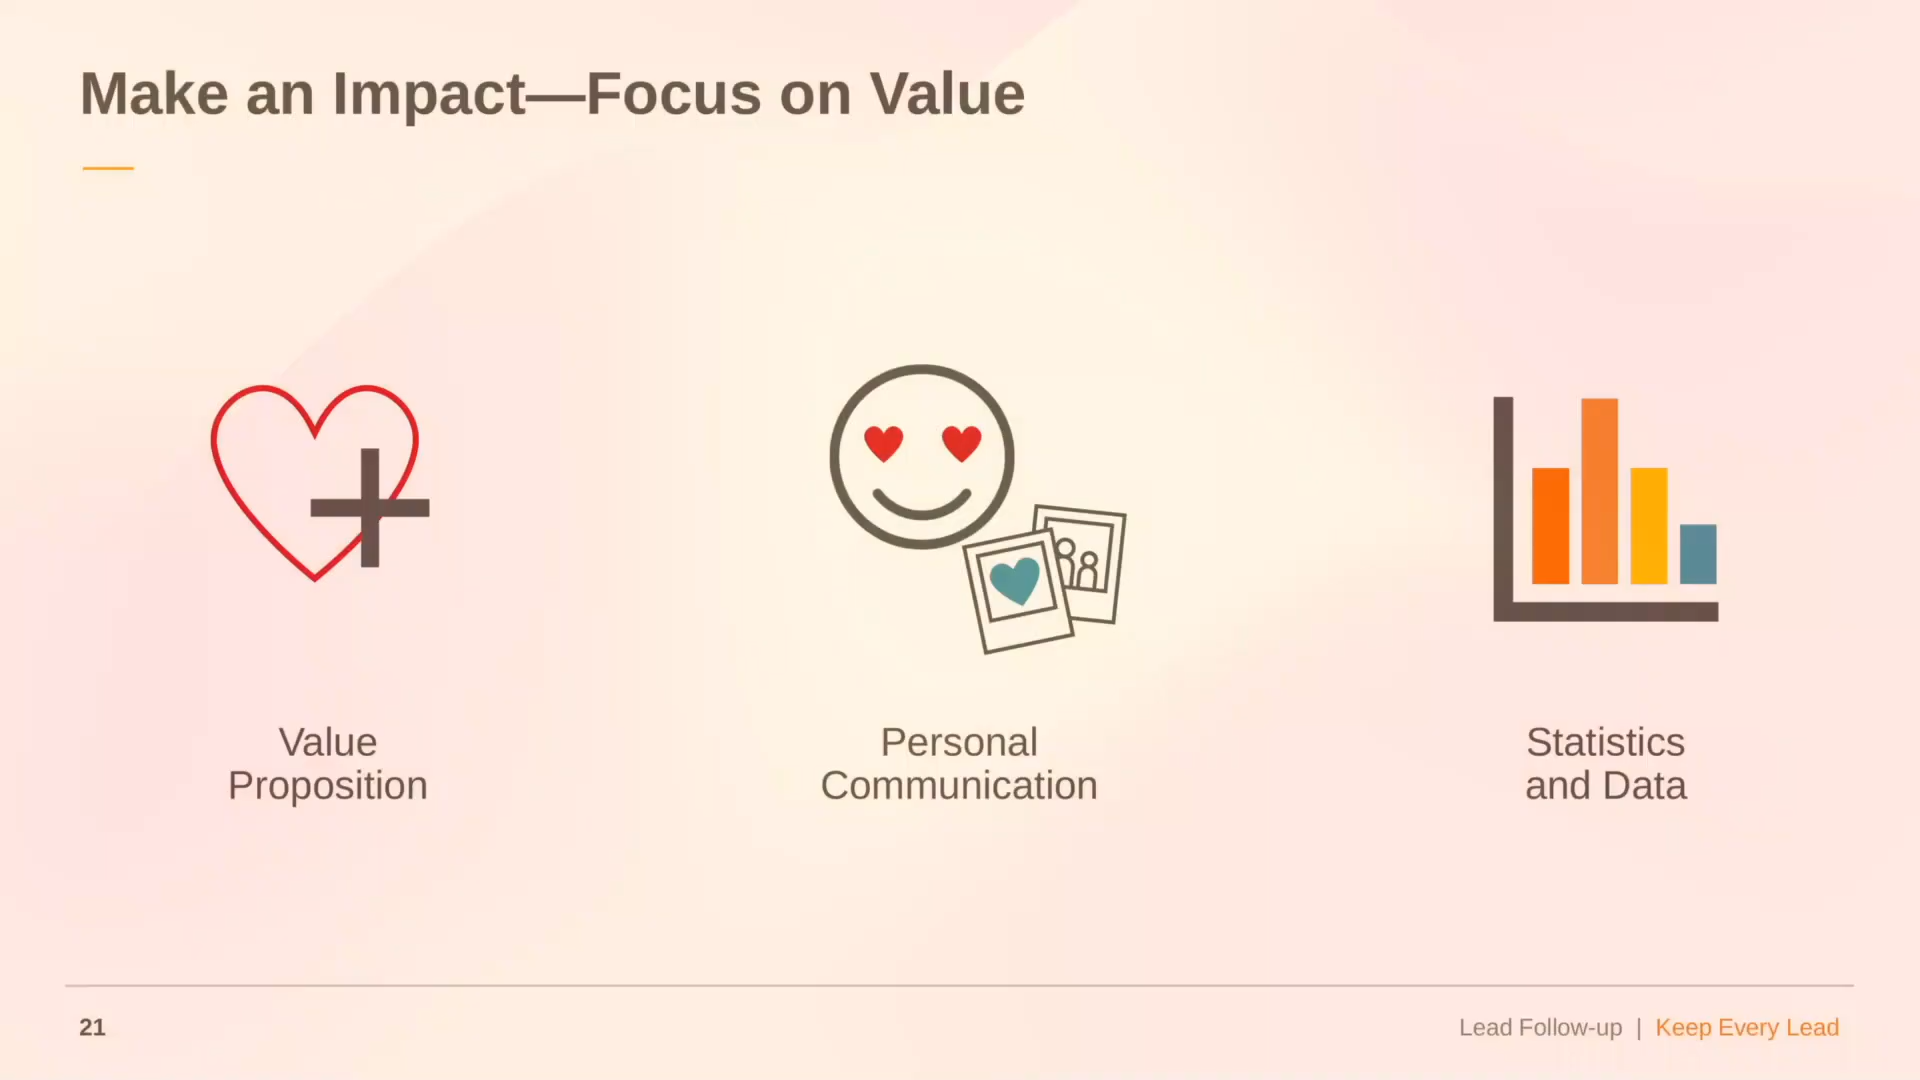 Make an Impact—Focus on Value
Value
Proposition
Personal
Communication
Statistics
and Data
21
Lead Follow-up | Keep Every Lead